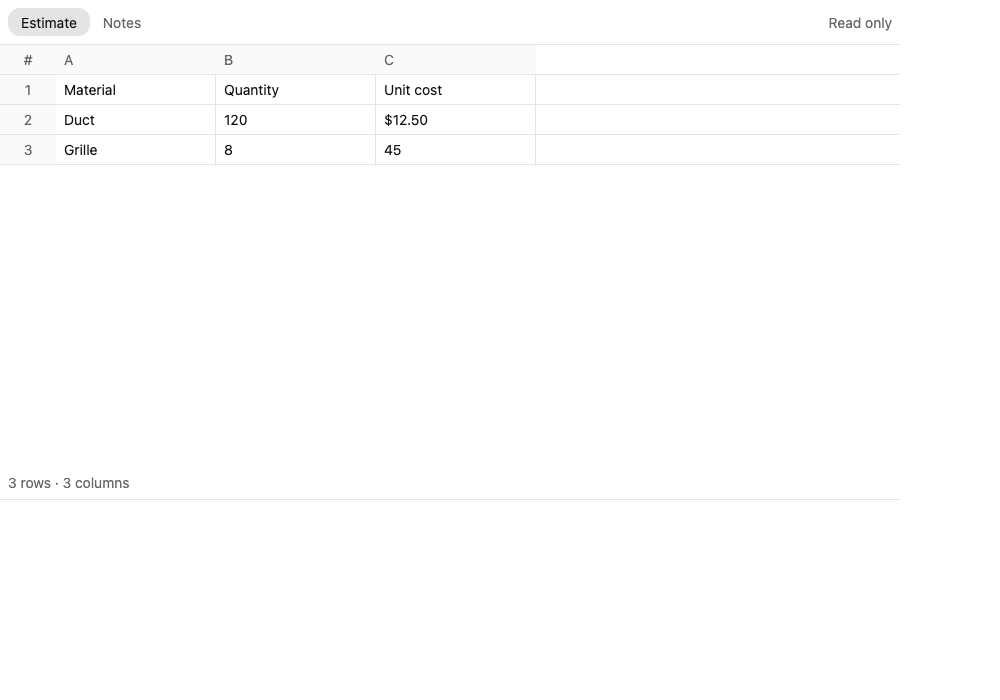 Estimate Notes Read only
# A B C
1 Material Quantity Unit cost
2 Duct 120 $12.50
3 Grille 8 45
3 rows · 3 columns